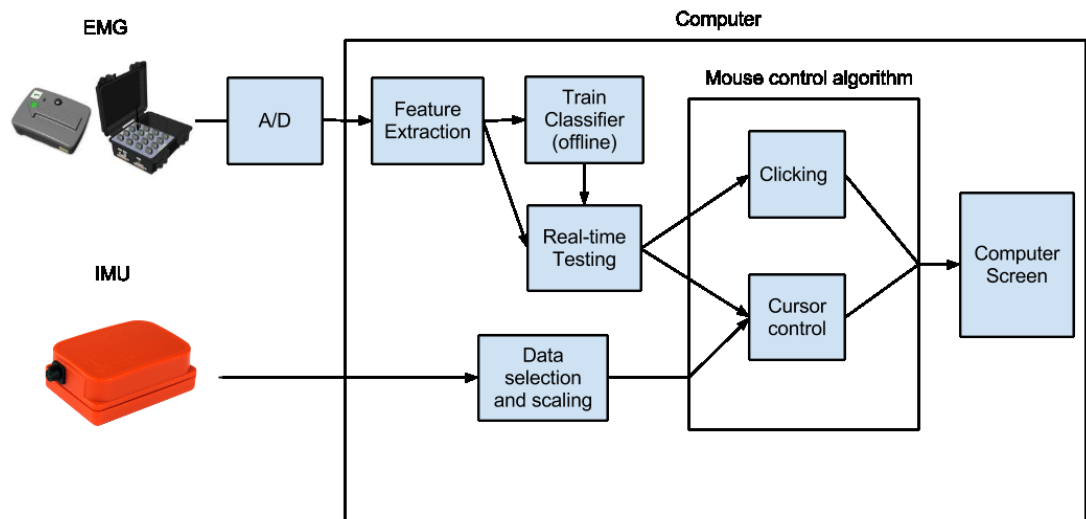 Computer
EMG
Mouse control algorithm
A/D
Feature
Extraction
Train
Classifier
(offline)
Clicking
Real-time
Testing
Computer
Screen
IMU
Cursor
control
Data
selection
and scaling